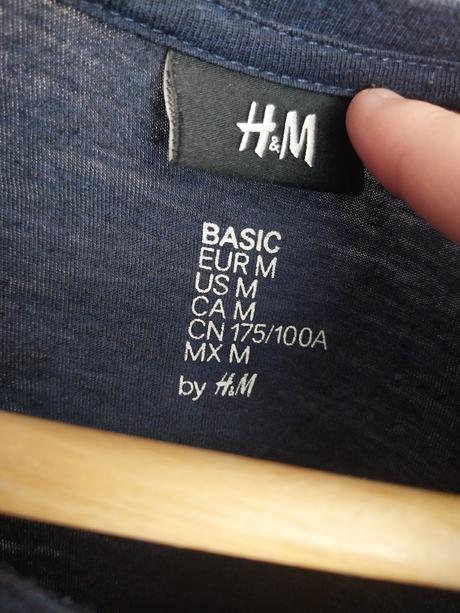 H&M
BASIC
EUR M
US M
CA M
CN 175/100A
MX M
by H&M